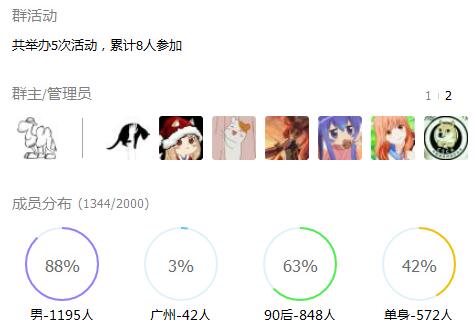 群活动
共举办5次活动，累计8人参加
群主/管理员 1 2
成员分布 (1344/2000)
88% 3% 63% 42%
男-1195人 广州-42人 90后-848人 单身-572人